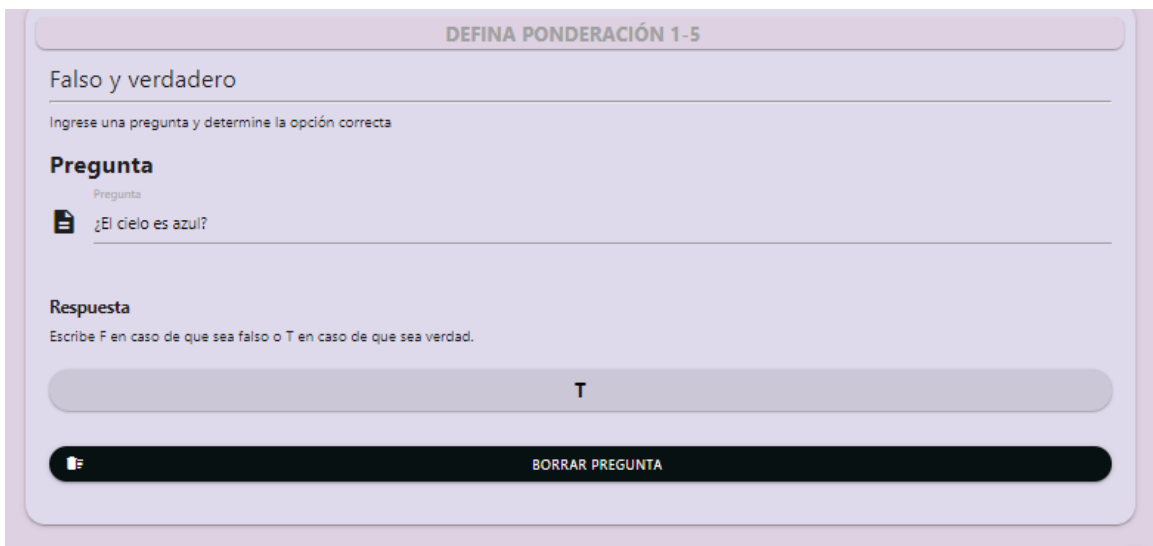 DEFINA PONDERACIÓN 1-5
Falso y verdadero
Ingrese una pregunta y determine la opción correcta
Pregunta
Pregunta
¿El cielo es azul?
Respuesta
Escribe F en caso de que sea falso o T en caso de que sea verdad.
T
BORRAR PREGUNTA